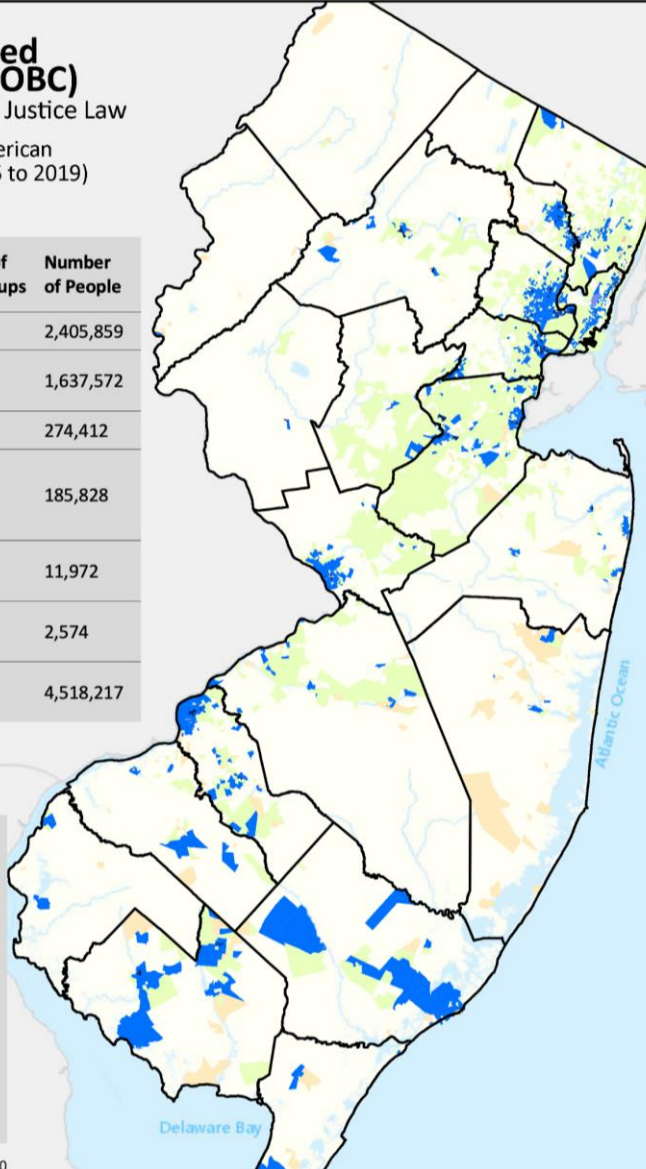 ed
OBC)
Justice Law
erican
to 2019)
Number
ups of People
2,405,859
1,637,572
274,412
185,828
11,972
2,574
4,518,217
Atlantic Ocean
Delaware Bay